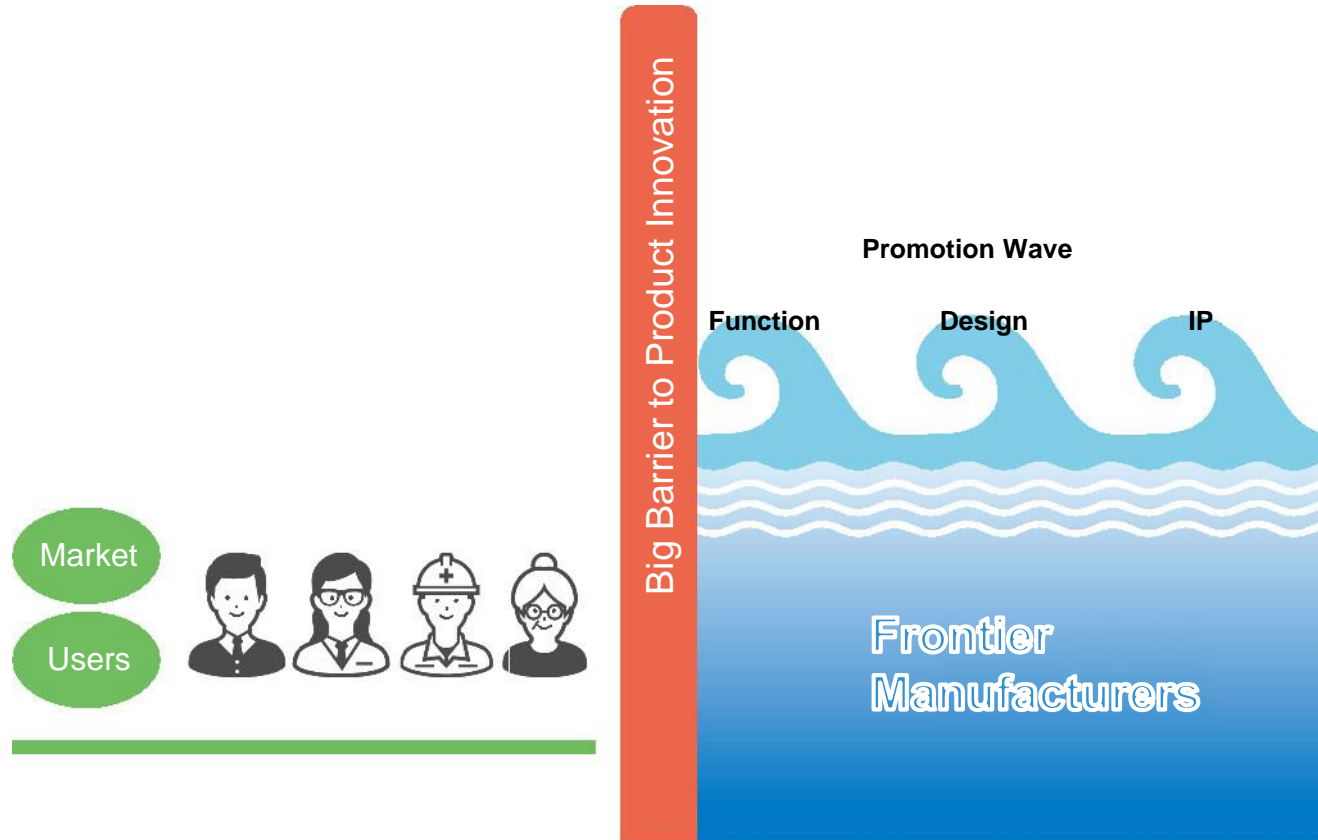 Market
Users
Big Barrier to Product Innovation
Promotion Wave
Function Design IP
Frontier
Manufacturers